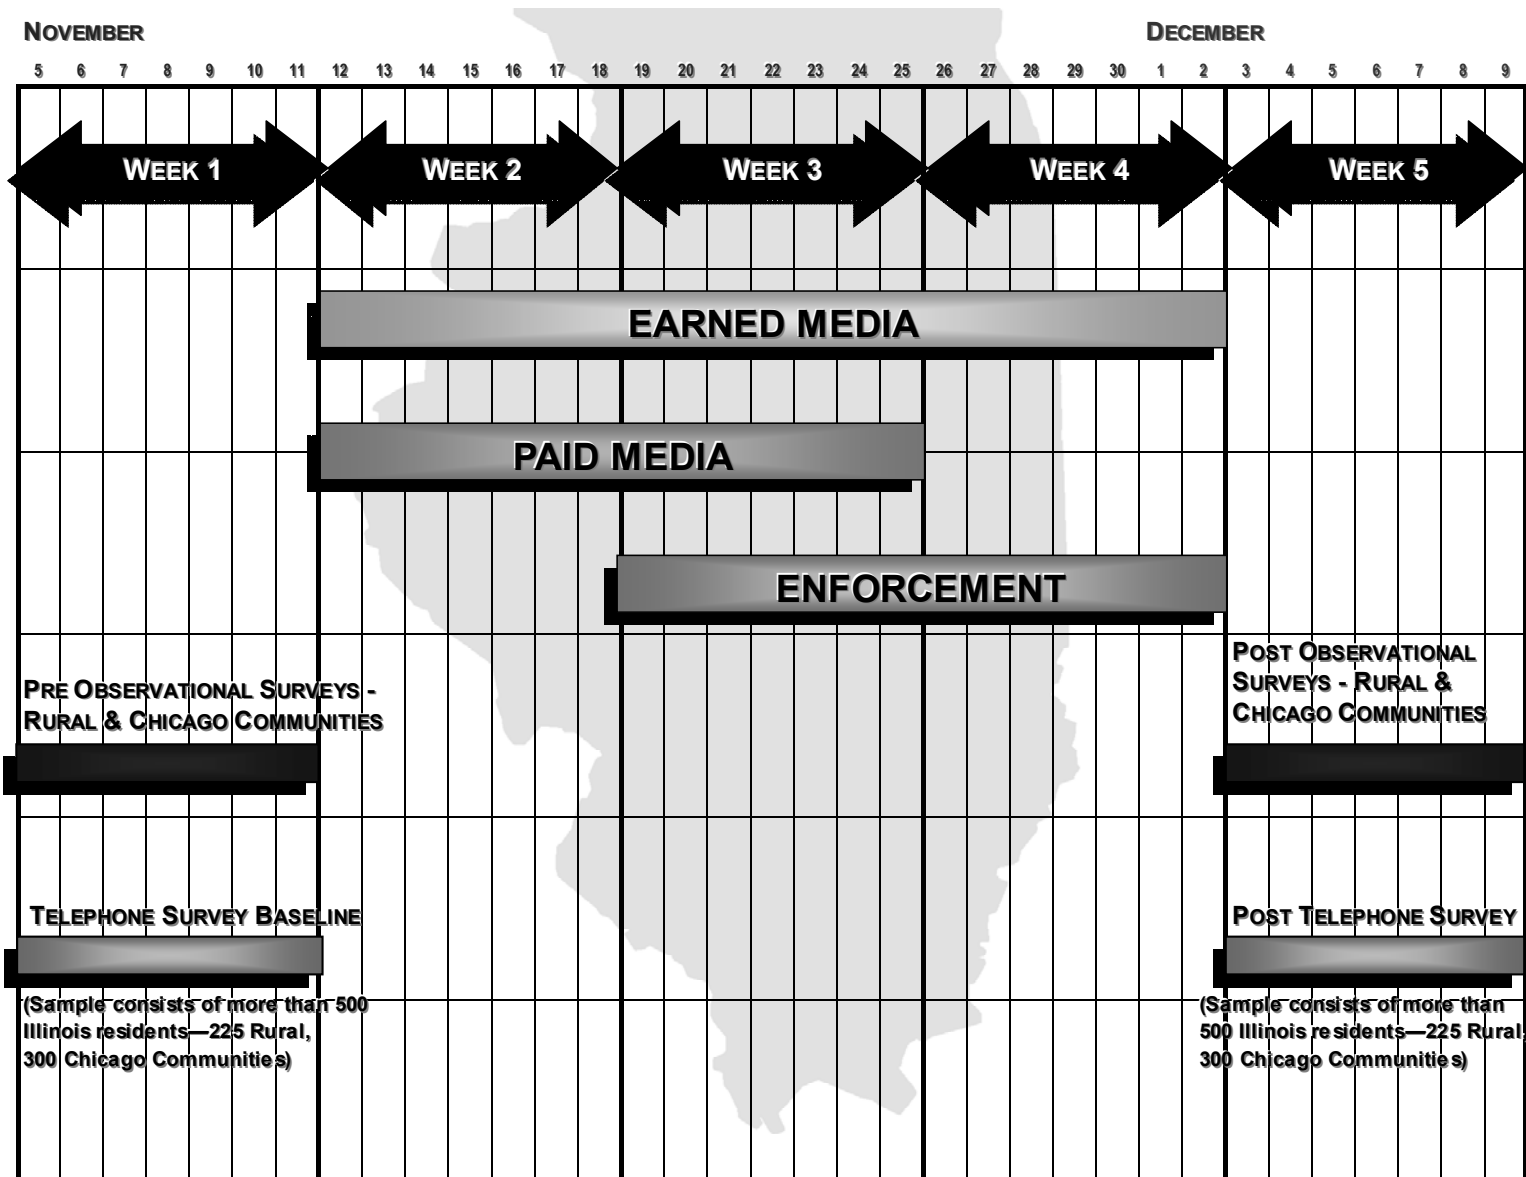 NOVEMBER DECEMBER
5 6 7 8 9 10 11 12 13 14 15 16 17 18 19 20 21 22 23 24 25 26 27 28 29 30 1 2 3 4 5 6 7 8 9
WEEK 1 WEEK 2 WEEK 3 WEEK 4 WEEK 5
EARNED MEDIA
PAID MEDIA
ENFORCEMENT
PRE OBSERVATIONAL SURVEYS -
RURAL & CHICAGO COMMUNITIES
POST OBSERVATIONAL
SURVEYS - RURAL &
CHICAGO COMMUNITIES
TELEPHONE SURVEY BASELINE
(Sample consists of more than 500
Illinois residents—225 Rural,
300 Chicago Communities)
POST TELEPHONE SURVEY
(Sample consists of more than
500 Illinois residents—225 Rural,
300 Chicago Communities)